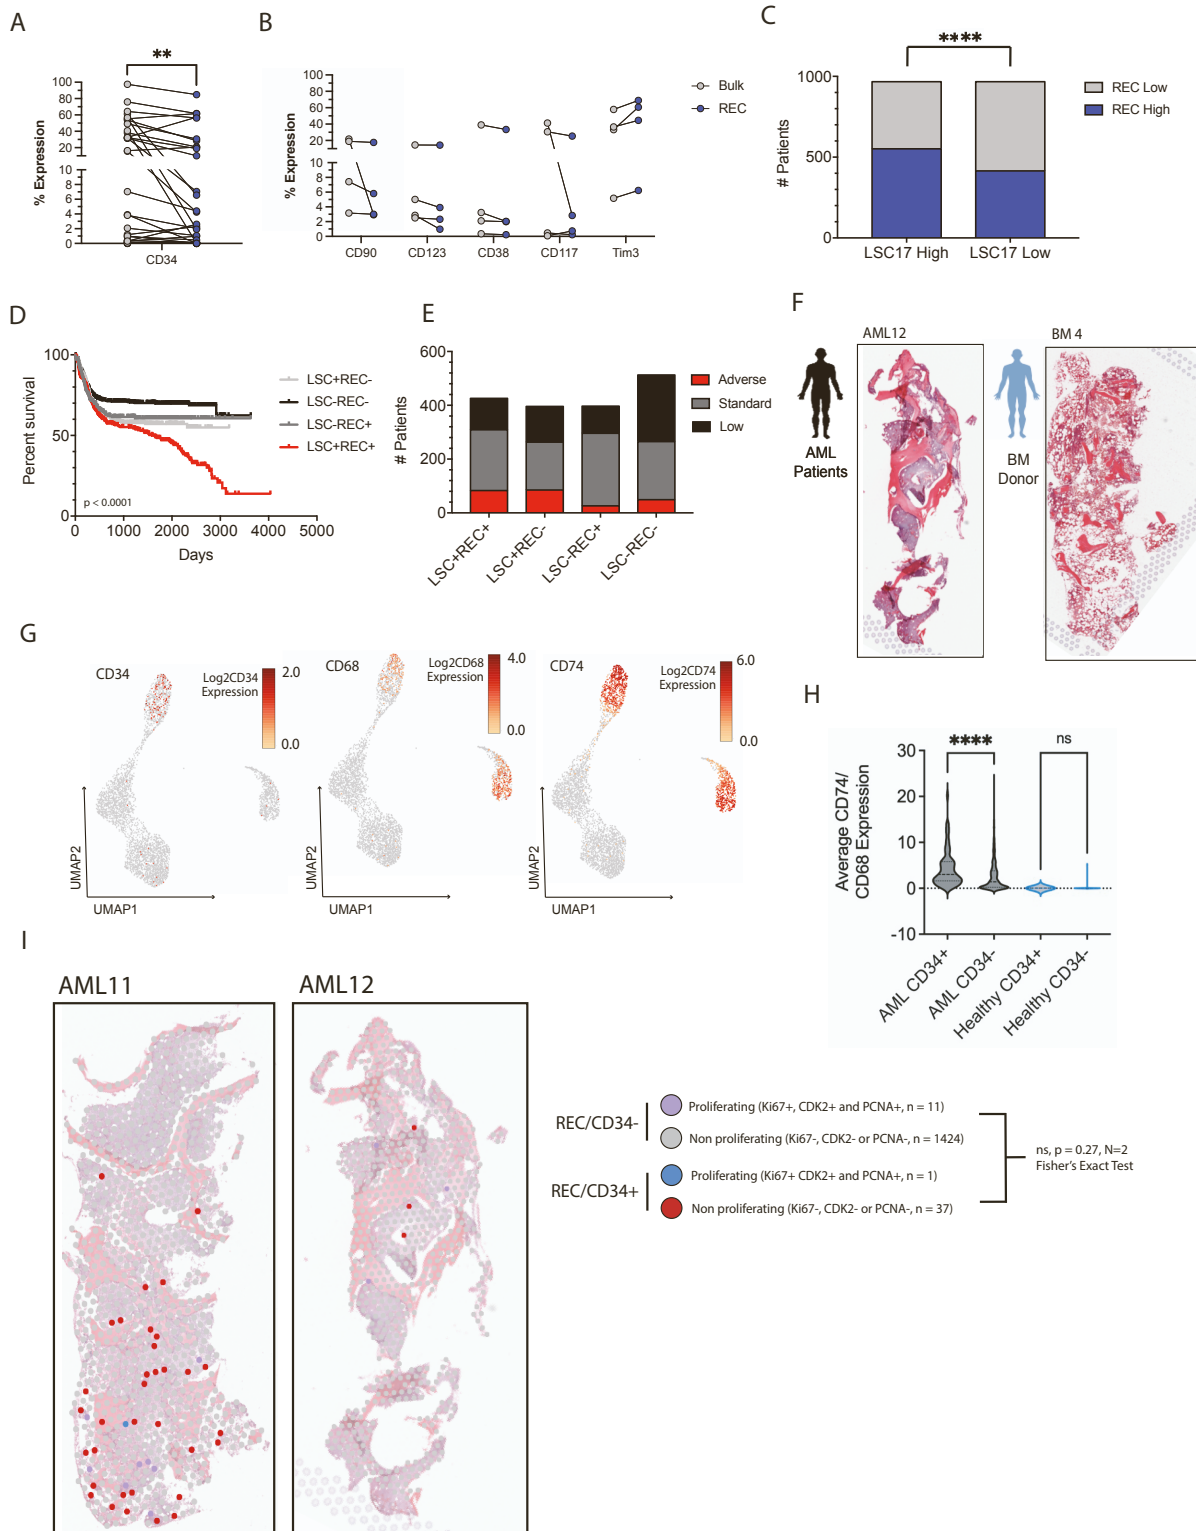 A
**
100
80
60
40
20
10
8
6
4
2
0
% Expression
CD34
B
100
80
60
40
20
10
8
6
4
2
0
% Expression
CD90
CD123
CD38
CD117
Tim3
Bulk
REC
C
****
1000
500
0
# Patients
LSC17 High
LSC17 Low
REC Low
REC High
D
100
50
0
Percent survival
p < 0.0001
0
1000
2000
3000
4000
5000
Days
LSC+REC-
LSC-REC-
LSC-REC+
LSC+REC+
E
600
400
200
0
# Patients
LSC+REC+
LSC+REC-
LSC-REC+
LSC-REC-
Adverse
Standard
Low
F
AML12
BM 4
AML
Patients
BM
Donor
G
CD34
Log2CD34
Expression
2.0
0.0
UMAP2
UMAP1
CD68
Log2CD68
Expression
4.0
0.0
UMAP2
UMAP1
CD74
Log2CD74
Expression
6.0
0.0
UMAP2
UMAP1
H
****
ns
30
20
10
0
-10
Average CD74/
CD68 Expression
AML CD34+
AML CD34-
Healthy CD34+
Healthy CD34-
I
AML11
AML12
REC/CD34-
Proliferating (Ki67+, CDK2+ and PCNA+, n = 11)
Non proliferating (Ki67-, CDK2- or PCNA-, n = 1424)
REC/CD34+
Proliferating (Ki67+ CDK2+ and PCNA+, n = 1)
Non proliferating (Ki67-, CDK2- or PCNA-, n = 37)
ns, p = 0.27, N=2
Fisher's Exact Test